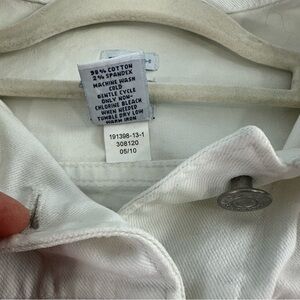 98% COTTON
2% SPANDEX
MACHINE WASH
COLD
GENTLE CYCLE
ONLY NON-
CHLORINE BLEACH
WHEN NEEDED
TUMBLE DRY LOW
WARM IRON
191398-13-1
308120
05/10